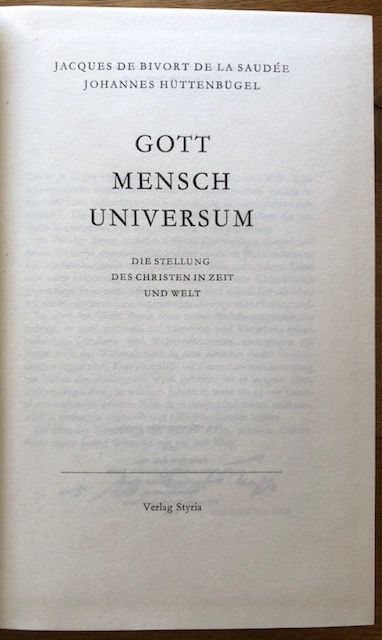 JACQUES DE BIVORT DE LA SAUDÉE
JOHANNES HÜTTENBÜGEL
GOTT
MENSCH
UNIVERSUM
DIE STELLUNG
DES CHRISTEN IN ZEIT
UND WELT
Verlag Styria